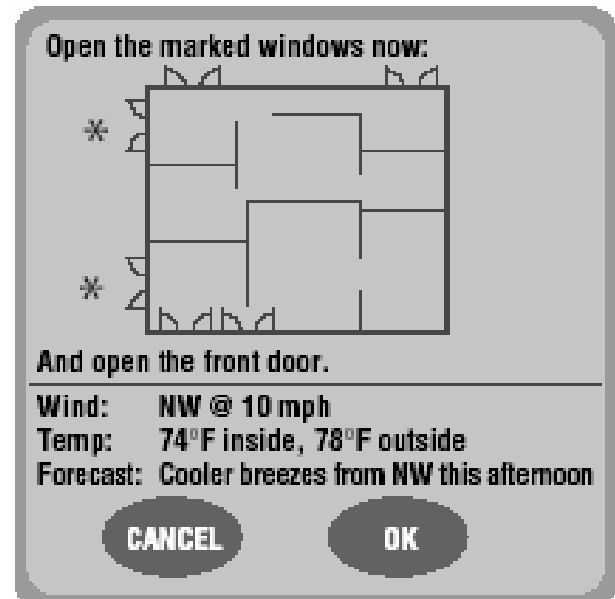 Open the marked windows now:
*
*
And open the front door.
Wind: NW @ 10 mph
Temp: 74°F inside, 78°F outside
Forecast: Cooler breezes from NW this afternoon
CANCEL OK